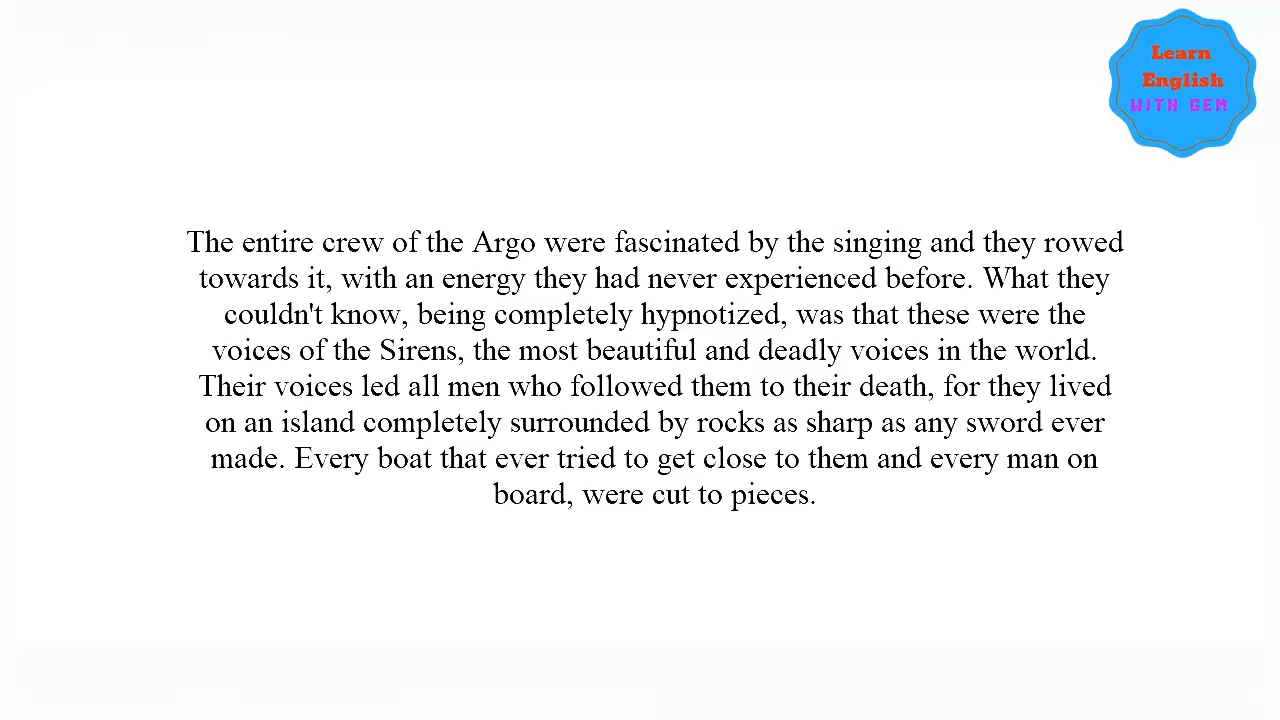 Learn
English
WITH GEM
The entire crew of the Argo were fascinated by the singing and they rowed
towards it, with an energy they had never experienced before. What they
couldn't know, being completely hypnotized, was that these were the
voices of the Sirens, the most beautiful and deadly voices in the world.
Their voices led all men who followed them to their death, for they lived
on an island completely surrounded by rocks as sharp as any sword ever
made. Every boat that ever tried to get close to them and every man on
board, were cut to pieces.